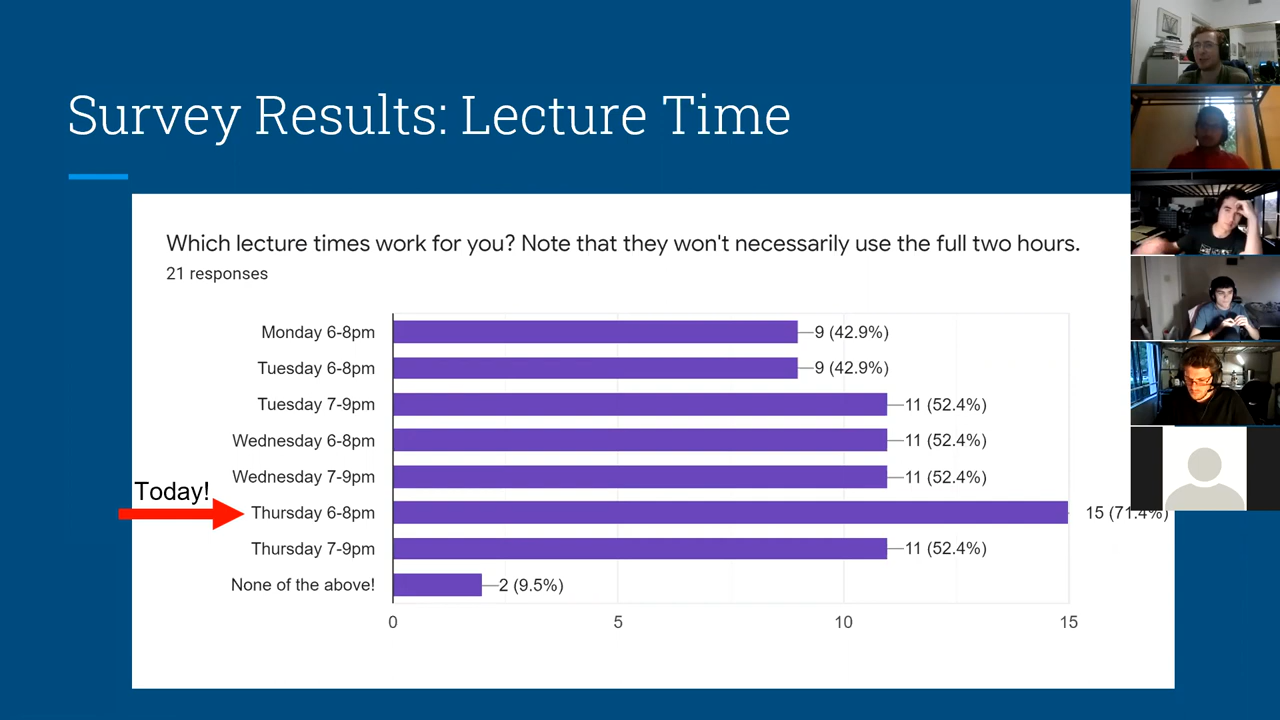 Survey Results: Lecture Time
Which lecture times work for you? Note that they won't necessarily use the full two hours.
21 responses
Monday 6-8pm 9 (42.9%)
Tuesday 6-8pm 9 (42.9%)
Tuesday 7-9pm 11 (52.4%)
Wednesday 6-8pm 11 (52.4%)
Wednesday 7-9pm 11 (52.4%)
Today!
Thursday 6-8pm 15 (71.4%)
Thursday 7-9pm 11 (52.4%)
None of the above! 2 (9.5%)
0 5 10 15